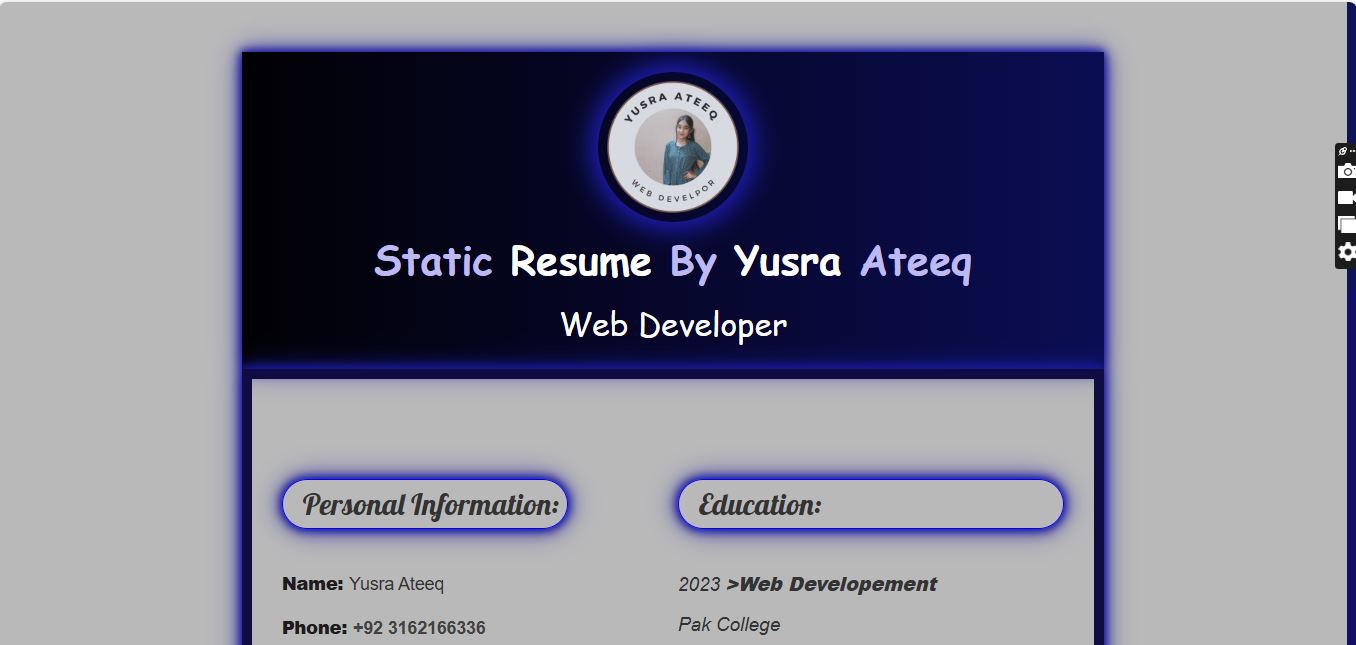 YUSRA ATEEQ
WEB DEVELPOR
Static Resume By Yusra Ateeq
Web Developer
Personal Information:
Education:
Name: Yusra Ateeq
2023 >Web Developement
Phone: +92 3162166336
Pak College